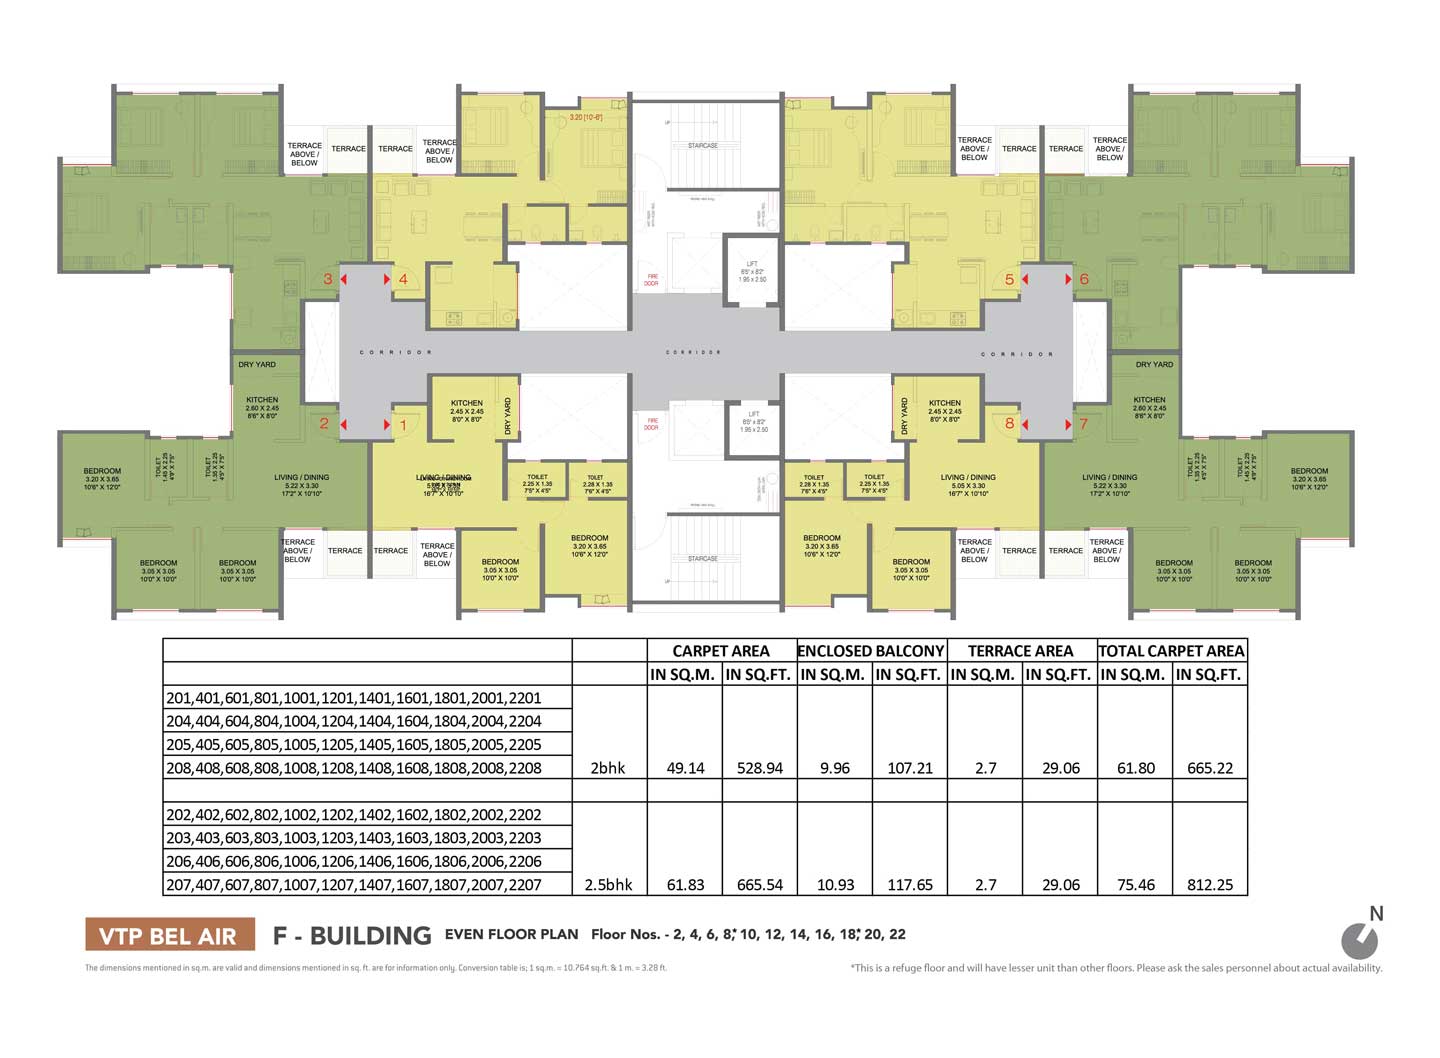 TERRACE ABOVE / BELOW
TERRACE
TERRACE
TERRACE ABOVE / BELOW
3.20 [10'-6"]
UP
STAIRCASE
TERRACE ABOVE / BELOW
TERRACE
TERRACE
TERRACE ABOVE / BELOW
3
4
FIRE DOOR
LIFT
6'5" x 8'2"
1.95 x 2.50
5
6
CORRIDOR
CORRIDOR
CORRIDOR
DRY YARD
KITCHEN
2.60 X 2.45
8'6" X 8'0"
2
1
KITCHEN
2.45 X 2.45
8'0" X 8'0"
DRY YARD
FIRE DOOR
LIFT
6'5" x 8'2"
1.95 x 2.50
DRY YARD
KITCHEN
2.45 X 2.45
8'0" X 8'0"
8
7
DRY YARD
KITCHEN
2.60 X 2.45
8'6" X 8'0"
BEDROOM
3.20 X 3.65
10'6" X 12'0"
TOILET
1.45 X 2.25
4'9" X 7'5"
TOILET
1.35 X 2.25
4'5" X 7'5"
LIVING / DINING
5.22 X 3.30
17'2" X 10'10"
LIVING / DINING
16'7" X 10'10"
TOILET
2.25 X 1.35
7'5" X 4'5"
TOILET
2.28 X 1.35
7'6" X 4'5"
TOILET
2.28 X 1.35
7'6" X 4'5"
TOILET
2.25 X 1.35
7'5" X 4'5"
LIVING / DINING
5.05 X 3.30
16'7" X 10'10"
LIVING / DINING
5.22 X 3.30
17'2" X 10'10"
TOILET
1.35 X 2.25
4'5" X 7'5"
TOILET
1.45 X 2.25
4'9" X 7'5"
BEDROOM
3.20 X 3.65
10'6" X 12'0"
BEDROOM
3.05 X 3.05
10'0" X 10'0"
BEDROOM
3.05 X 3.05
10'0" X 10'0"
TERRACE ABOVE / BELOW
TERRACE
TERRACE
TERRACE ABOVE / BELOW
BEDROOM
3.05 X 3.05
10'0" X 10'0"
BEDROOM
3.20 X 3.65
10'6" X 12'0"
STAIRCASE
UP
BEDROOM
3.20 X 3.65
10'6" X 12'0"
BEDROOM
3.05 X 3.05
10'0" X 10'0"
TERRACE ABOVE / BELOW
TERRACE
TERRACE
TERRACE ABOVE / BELOW
BEDROOM
3.05 X 3.05
10'0" X 10'0"
BEDROOM
3.05 X 3.05
10'0" X 10'0"
CARPET AREA ENCLOSED BALCONY TERRACE AREA TOTAL CARPET AREA
IN SQ.M. IN SQ.FT. IN SQ.M. IN SQ.FT. IN SQ.M. IN SQ.FT. IN SQ.M. IN SQ.FT.
201,401,601,801,1001,1201,1401,1601,1801,2001,2201
204,404,604,804,1004,1204,1404,1604,1804,2004,2204
205,405,605,805,1005,1205,1405,1605,1805,2005,2205
208,408,608,808,1008,1208,1408,1608,1808,2008,2208 2bhk 49.14 528.94 9.96 107.21 2.7 29.06 61.80 665.22
202,402,602,802,1002,1202,1402,1602,1802,2002,2202
203,403,603,803,1003,1203,1403,1603,1803,2003,2203
206,406,606,806,1006,1206,1406,1606,1806,2006,2206
207,407,607,807,1007,1207,1407,1607,1807,2007,2207 2.5bhk 61.83 665.54 10.93 117.65 2.7 29.06 75.46 812.25
VTP BEL AIR F - BUILDING EVEN FLOOR PLAN Floor Nos. - 2, 4, 6, 8,* 10, 12, 14, 16, 18,* 20, 22
N
The dimensions mentioned in sq.m. are valid and dimensions mentioned in sq. ft. are for information only. Conversion table is; 1 sq.m. = 10.764 sq.ft. & 1 m. = 3.28 ft.
*This is a refuge floor and will have lesser unit than other floors. Please ask the sales personnel about actual availability.